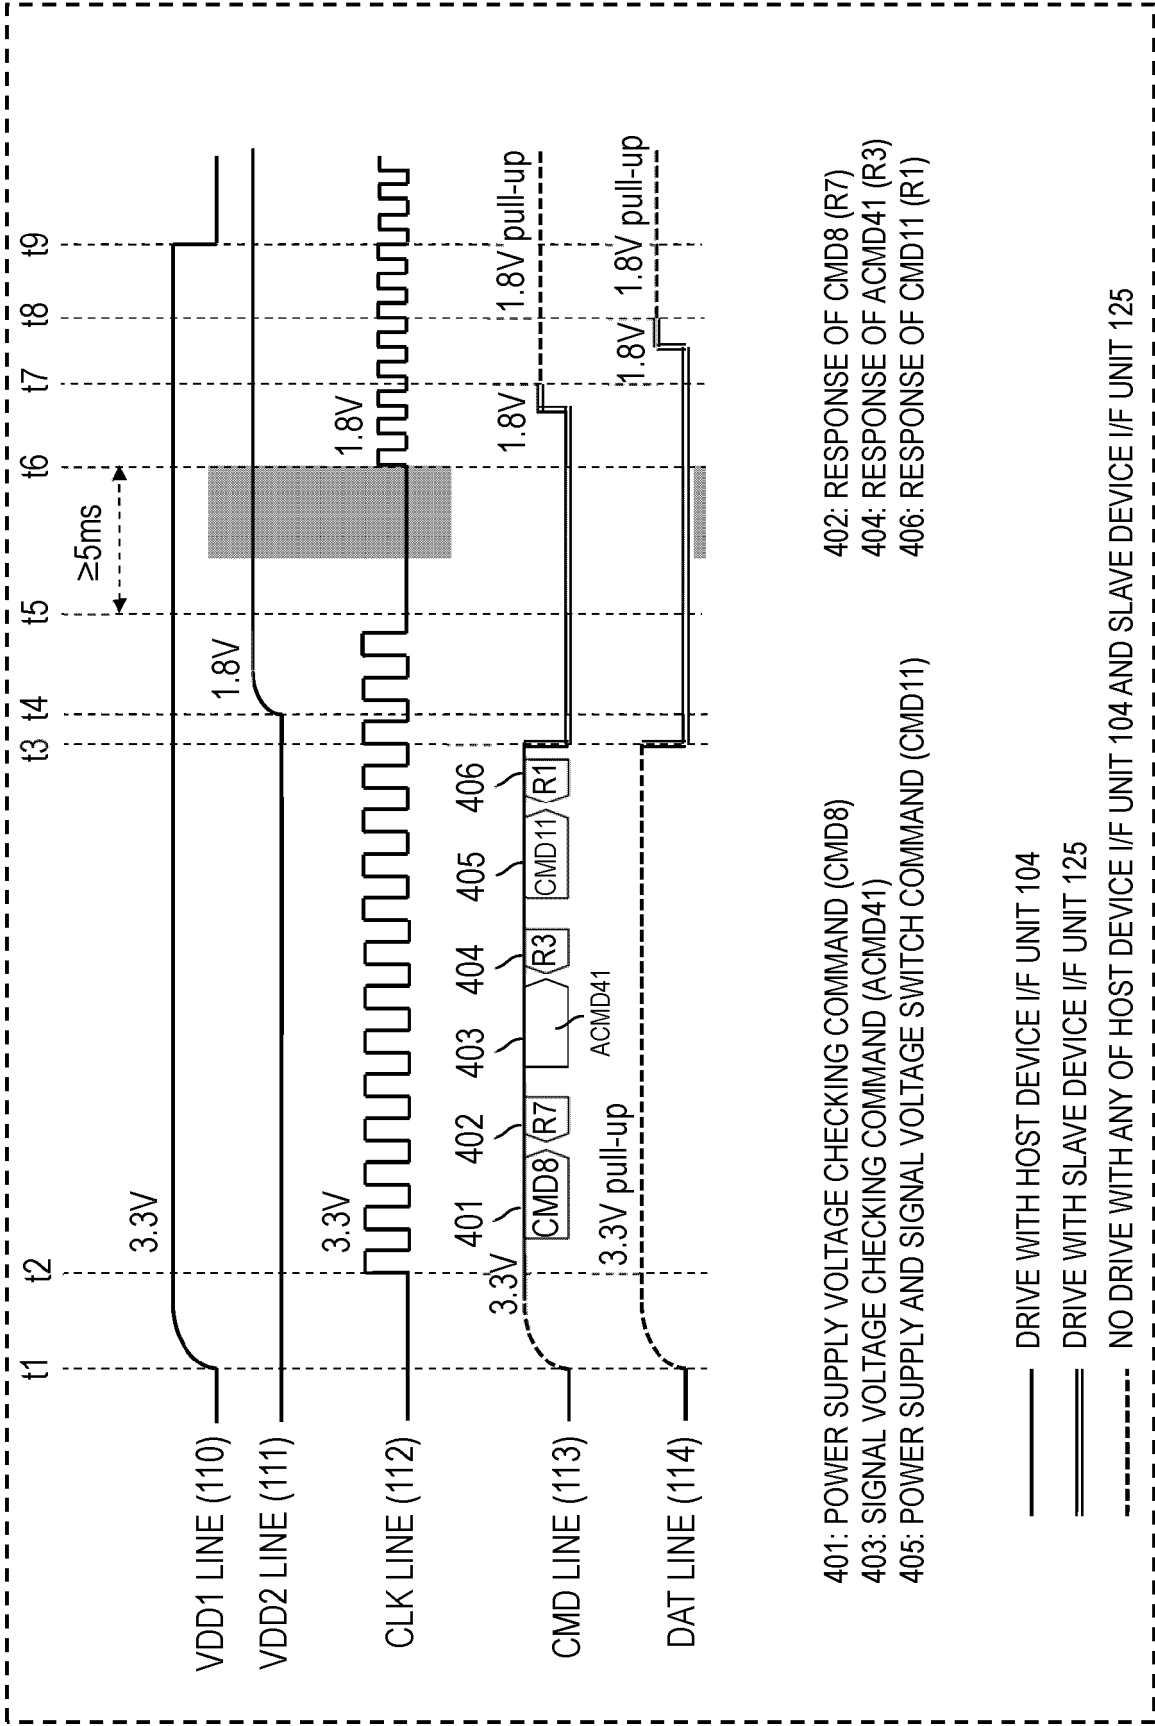 t1 t2 t3 t4 t5 t6 t7 t8 t9
≥5ms
VDD1 LINE (110)
3.3V
VDD2 LINE (111)
1.8V
CLK LINE (112)
3.3V
1.8V
401 402 403 404 405 406
CMD LINE (113)
3.3V
CMD8 R7 R3 CMD11 R1
1.8V
1.8V pull-up
ACMD41
DAT LINE (114)
3.3V pull-up
1.8V
1.8V pull-up
401: POWER SUPPLY VOLTAGE CHECKING COMMAND (CMD8)
403: SIGNAL VOLTAGE CHECKING COMMAND (ACMD41)
405: POWER SUPPLY AND SIGNAL VOLTAGE SWITCH COMMAND (CMD11)
402: RESPONSE OF CMD8 (R7)
404: RESPONSE OF ACMD41 (R3)
406: RESPONSE OF CMD11 (R1)
DRIVE WITH HOST DEVICE I/F UNIT 104
DRIVE WITH SLAVE DEVICE I/F UNIT 125
NO DRIVE WITH ANY OF HOST DEVICE I/F UNIT 104 AND SLAVE DEVICE I/F UNIT 125